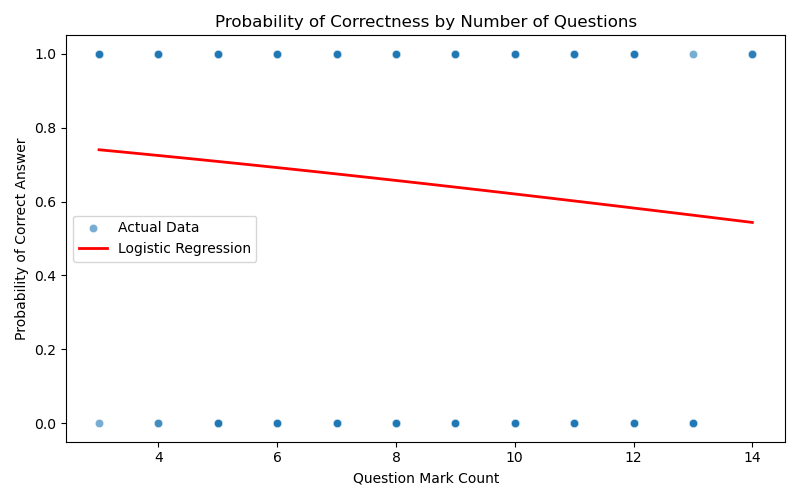 Probability of Correctness by Number of Questions
Probability of Correct Answer
1.0
0.8
0.6
0.4
0.2
0.0
Actual Data
Logistic Regression
4 6 8 10 12 14
Question Mark Count